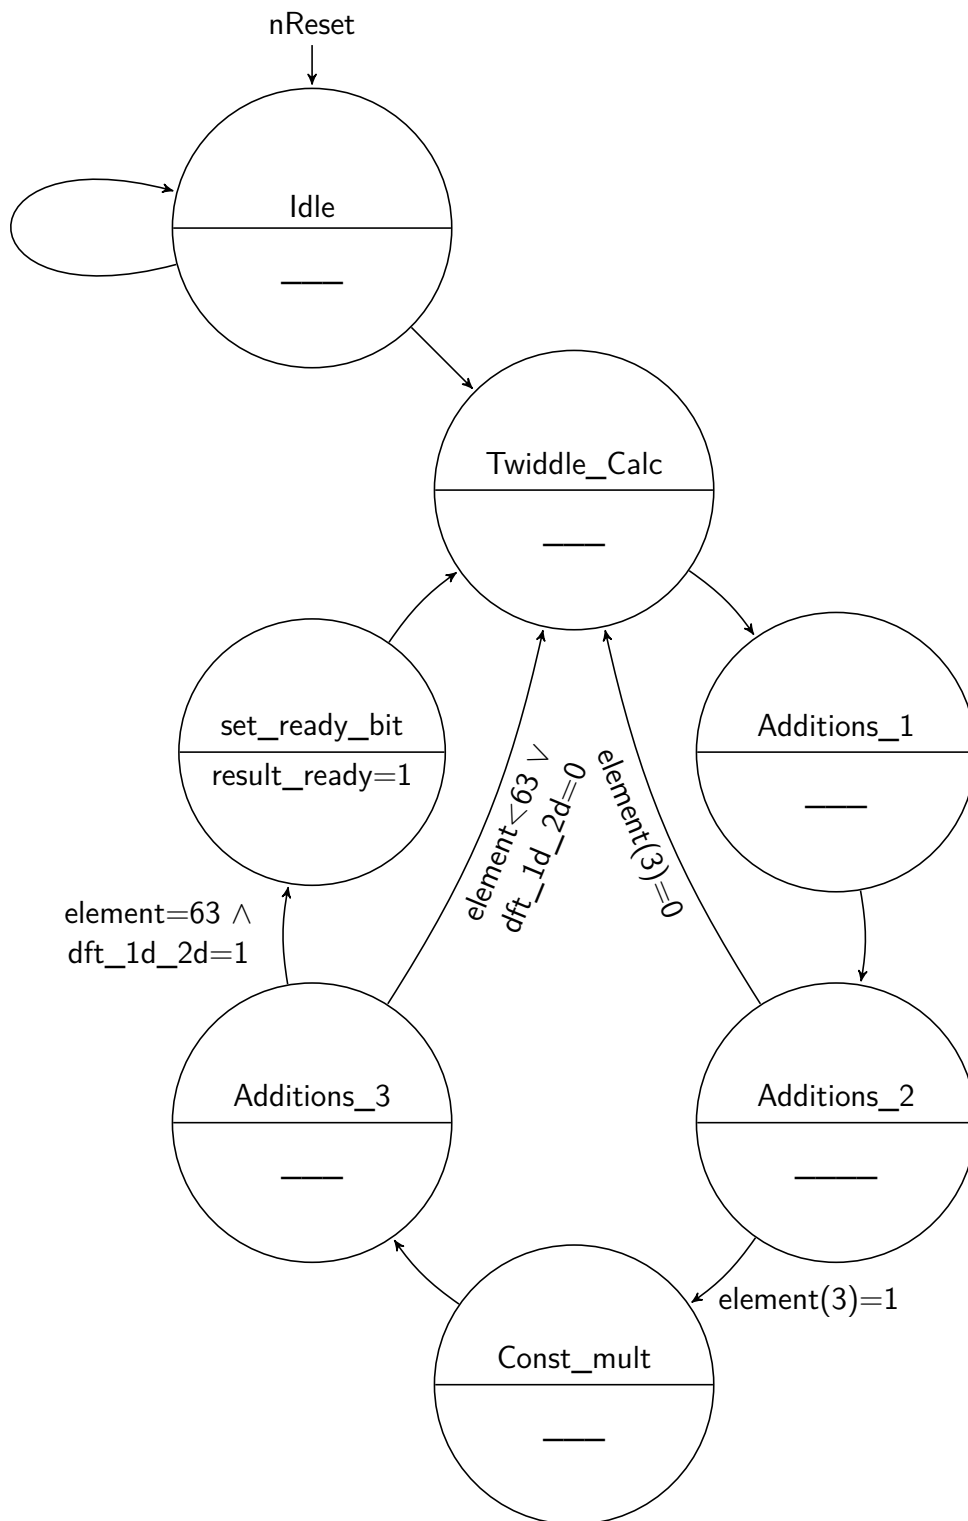 nReset
Idle
___
Twiddle_Calc
___
set_ready_bit
result_ready=1
Additions_1
___
element<63 ∨
dft_1d_2d=0
element(3)=0
element=63 ∧
dft_1d_2d=1
Additions_3
___
Additions_2
____
element(3)=1
Const_mult
___